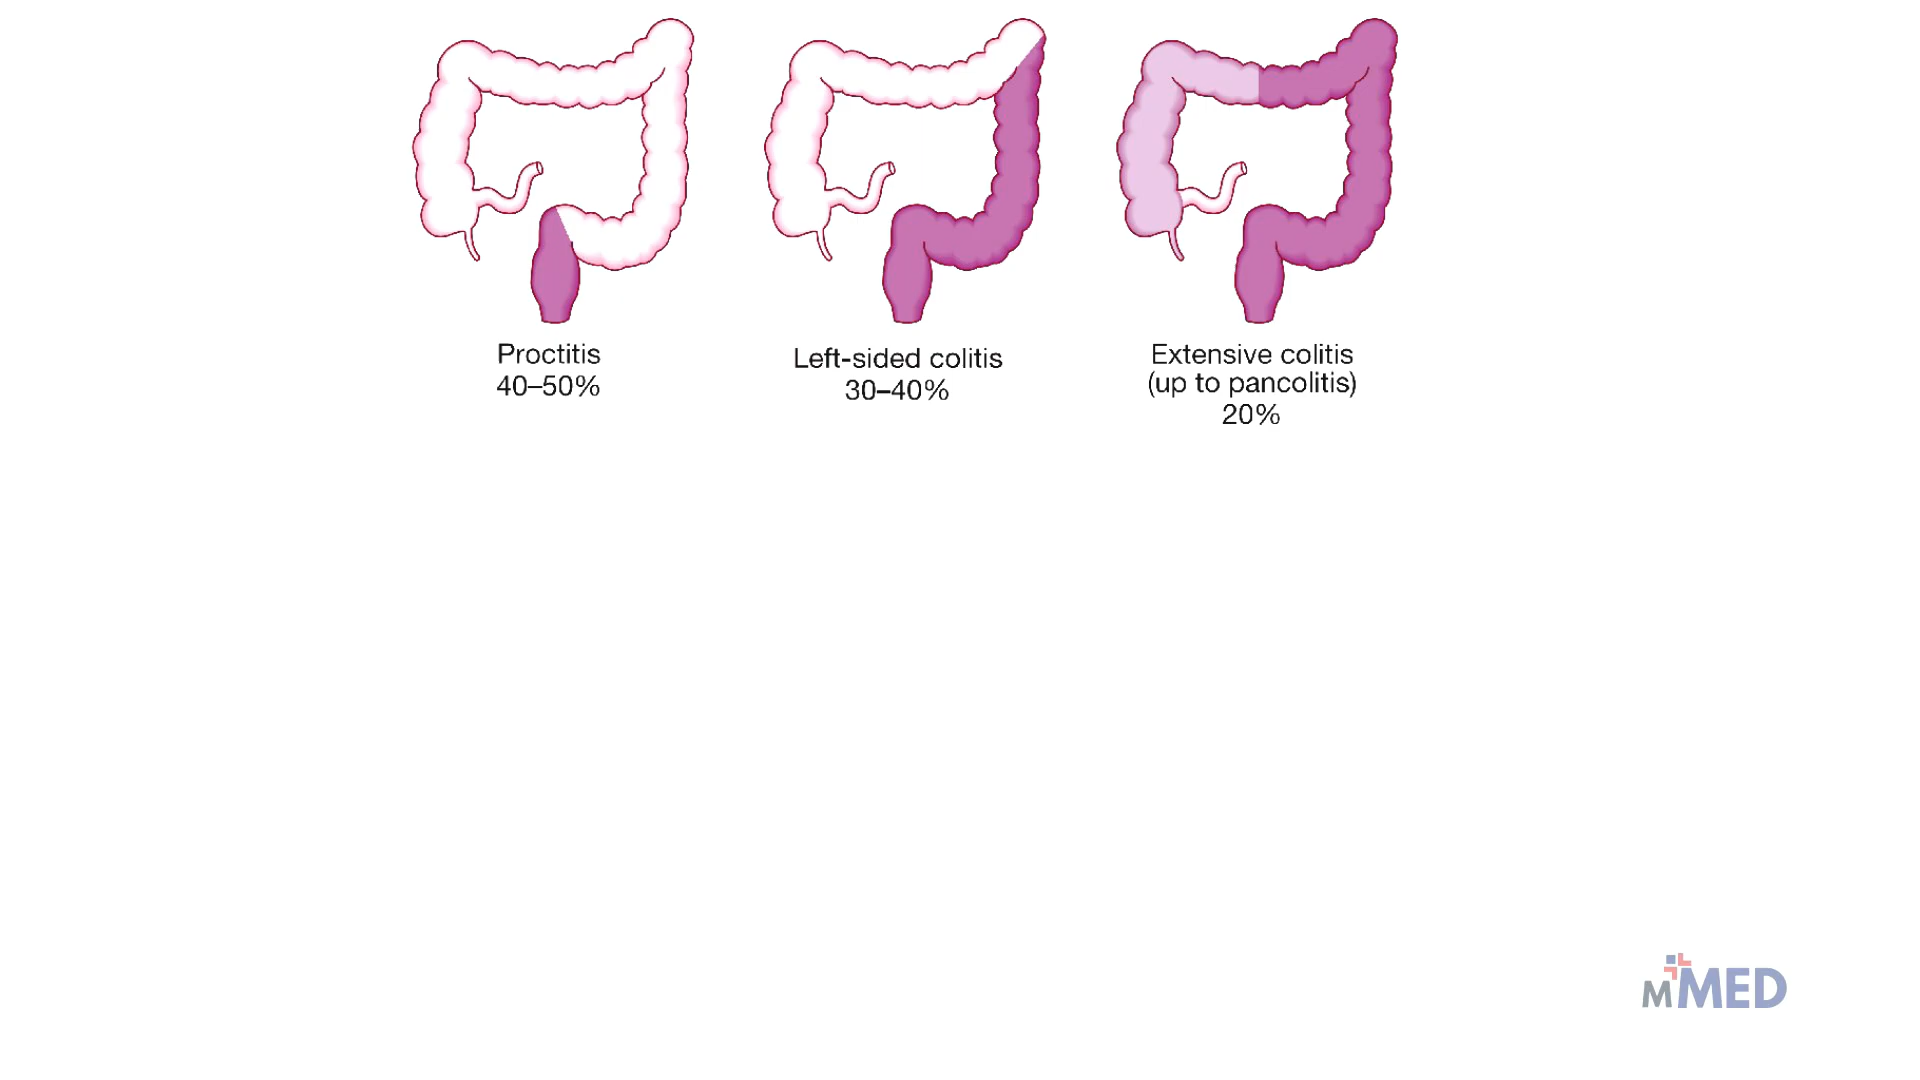 Proctitis
40–50%
Left-sided colitis
30–40%
Extensive colitis
(up to pancolitis)
20%
MMED